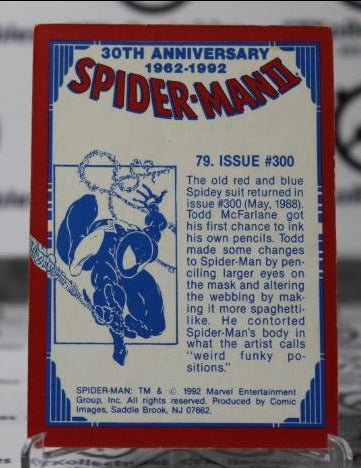 30TH ANNIVERSARY
1962-1992
SPIDER-MAN II
79. ISSUE #300
The old red and blue
Spidey suit returned in
issue #300 (May, 1988).
Todd McFarlane got
his first chance to ink
his own pencils. Todd
made some changes
to Spider-Man by pen-
ciling larger eyes on
the mask and altering
the webbing by mak-
ing it more spaghetti-
like. He contorted
Spider-Man's body in
what the artist calls
"weird funky po-
sitions."
SPIDER-MAN: TM & © 1992 Marvel Entertainment
Group, Inc. All rights reserved. Produced by Comic
Images, Saddle Brook, NJ 07662.